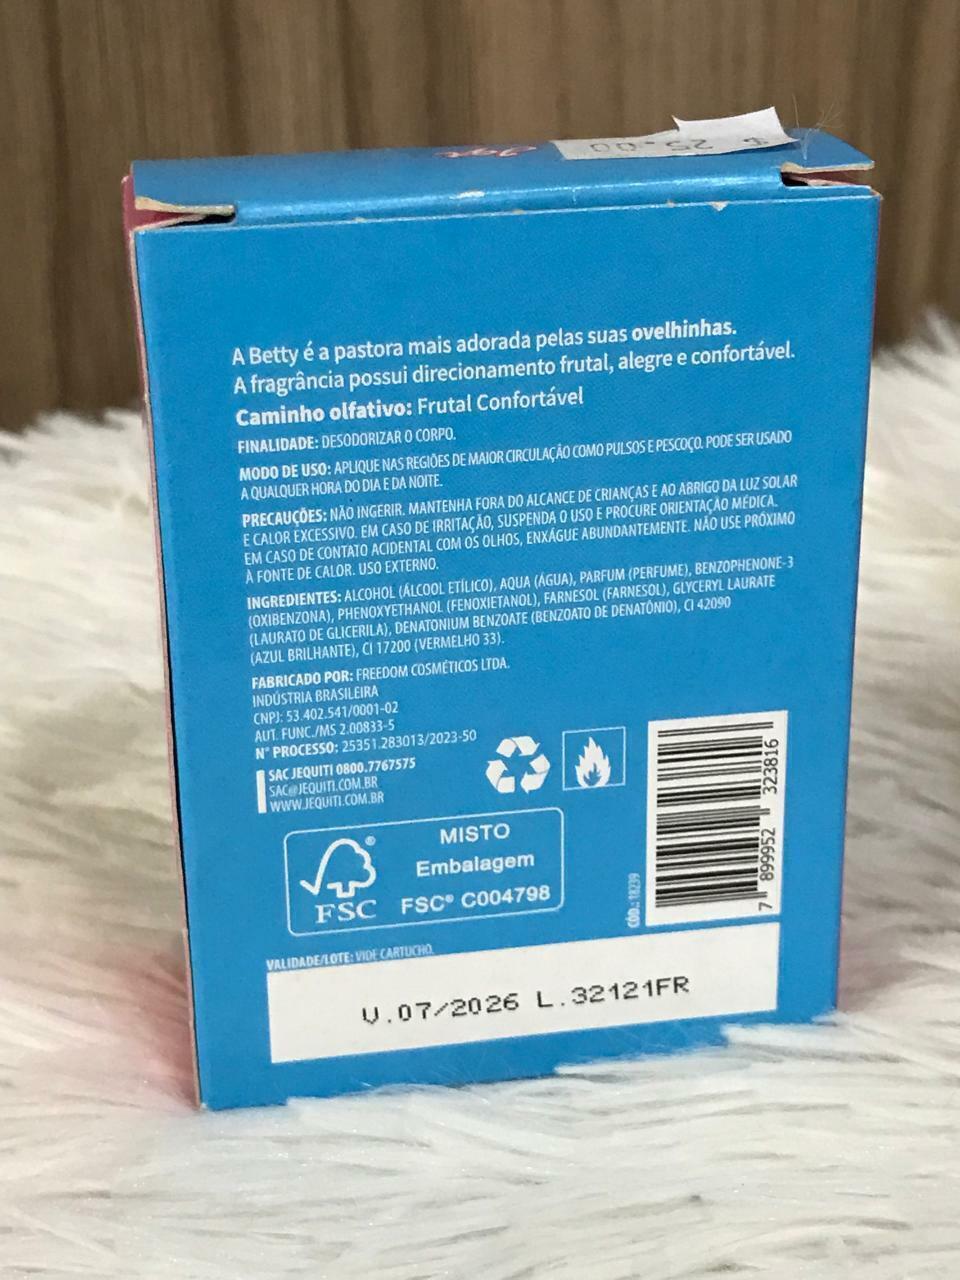 $ 25.00
A Betty é a pastora mais adorada pelas suas ovelhinhas.
A fragrância possui direcionamento frutal, alegre e confortável.
Caminho olfativo: Frutal Confortável
FINALIDADE: DESODORIZAR O CORPO.
MODO DE USO: APLIQUE NAS REGIÕES DE MAIOR CIRCULAÇÃO COMO PULSOS E PESCOÇO. PODE SER USADO
A QUALQUER HORA DO DIA E DA NOITE.
PRECAUÇÕES: NÃO INGERIR. MANTENHA FORA DO ALCANCE DE CRIANÇAS E AO ABRIGO DA LUZ SOLAR
E CALOR EXCESSIVO. EM CASO DE IRRITAÇÃO, SUSPENDA O USO E PROCURE ORIENTAÇÃO MÉDICA.
EM CASO DE CONTATO ACIDENTAL COM OS OLHOS, ENXÁGUE ABUNDANTEMENTE. NÃO USE PRÓXIMO
À FONTE DE CALOR. USO EXTERNO.
INGREDIENTES: ALCOHOL (ÁLCOOL ETÍLICO), AQUA (ÁGUA), PARFUM (PERFUME), BENZOPHENONE-3
(OXIBENZONA), PHENOXYETHANOL (FENOXIETANOL), FARNESOL (FARNESOL), GLYCERYL LAURATE
(LAURATO DE GLICERILA), DENATONIUM BENZOATE (BENZOATO DE DENATÔNIO), CI 42090
(AZUL BRILHANTE), CI 17200 (VERMELHO 33).
FABRICADO POR: FREEDOM COSMÉTICOS LTDA.
INDÚSTRIA BRASILEIRA
CNPJ: 53.402.541/0001-02
AUT. FUNC./MS 2.00833-5
N° PROCESSO: 25351.283013/2023-50
SAC JEQUITI 0800.7767575
SAC@JEQUITI.COM.BR
WWW.JEQUITI.COM.BR
MISTO
Embalagem
FSC® C004798
FSC
®
CÓD.: 18239
7 899952 323816
VALIDADE/LOTE: VIDE CARTUCHO.
V.07/2026 L.32121FR